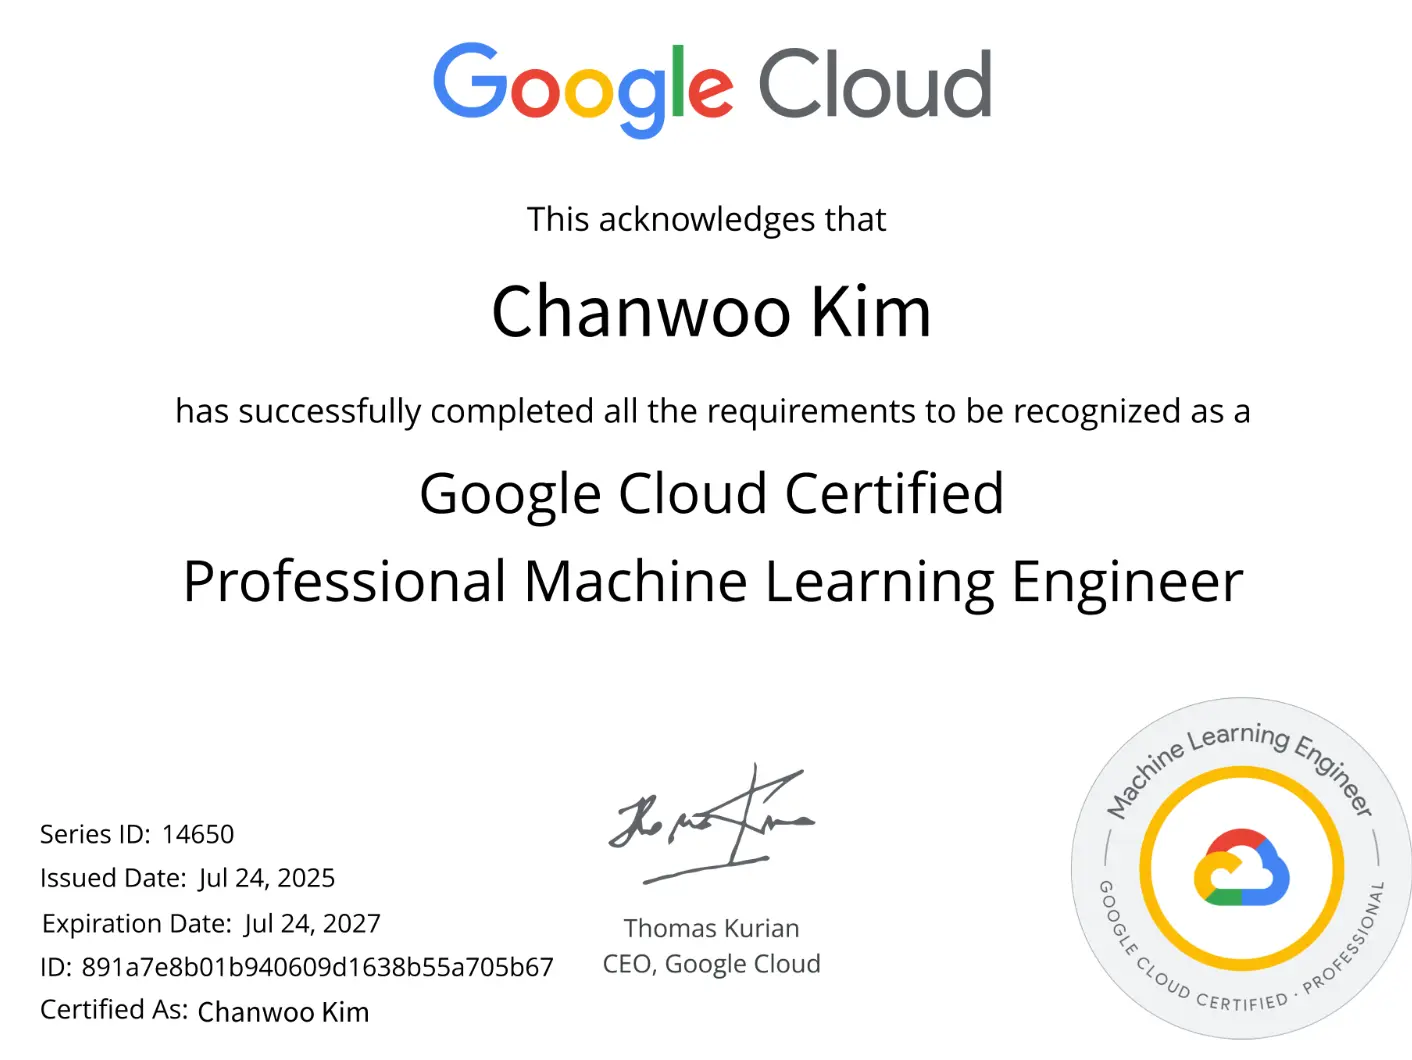 Google Cloud
This acknowledges that
Chanwoo Kim
has successfully completed all the requirements to be recognized as a
Google Cloud Certified
Professional Machine Learning Engineer
Series ID: 14650
Issued Date: Jul 24, 2025
Expiration Date: Jul 24, 2027
ID: 891a7e8b01b940609d1638b55a705b67
Certified As: Chanwoo Kim
Thomas Kurian
CEO, Google Cloud
Machine Learning Engineer
GOOGLE CLOUD CERTIFIED · PROFESSIONAL